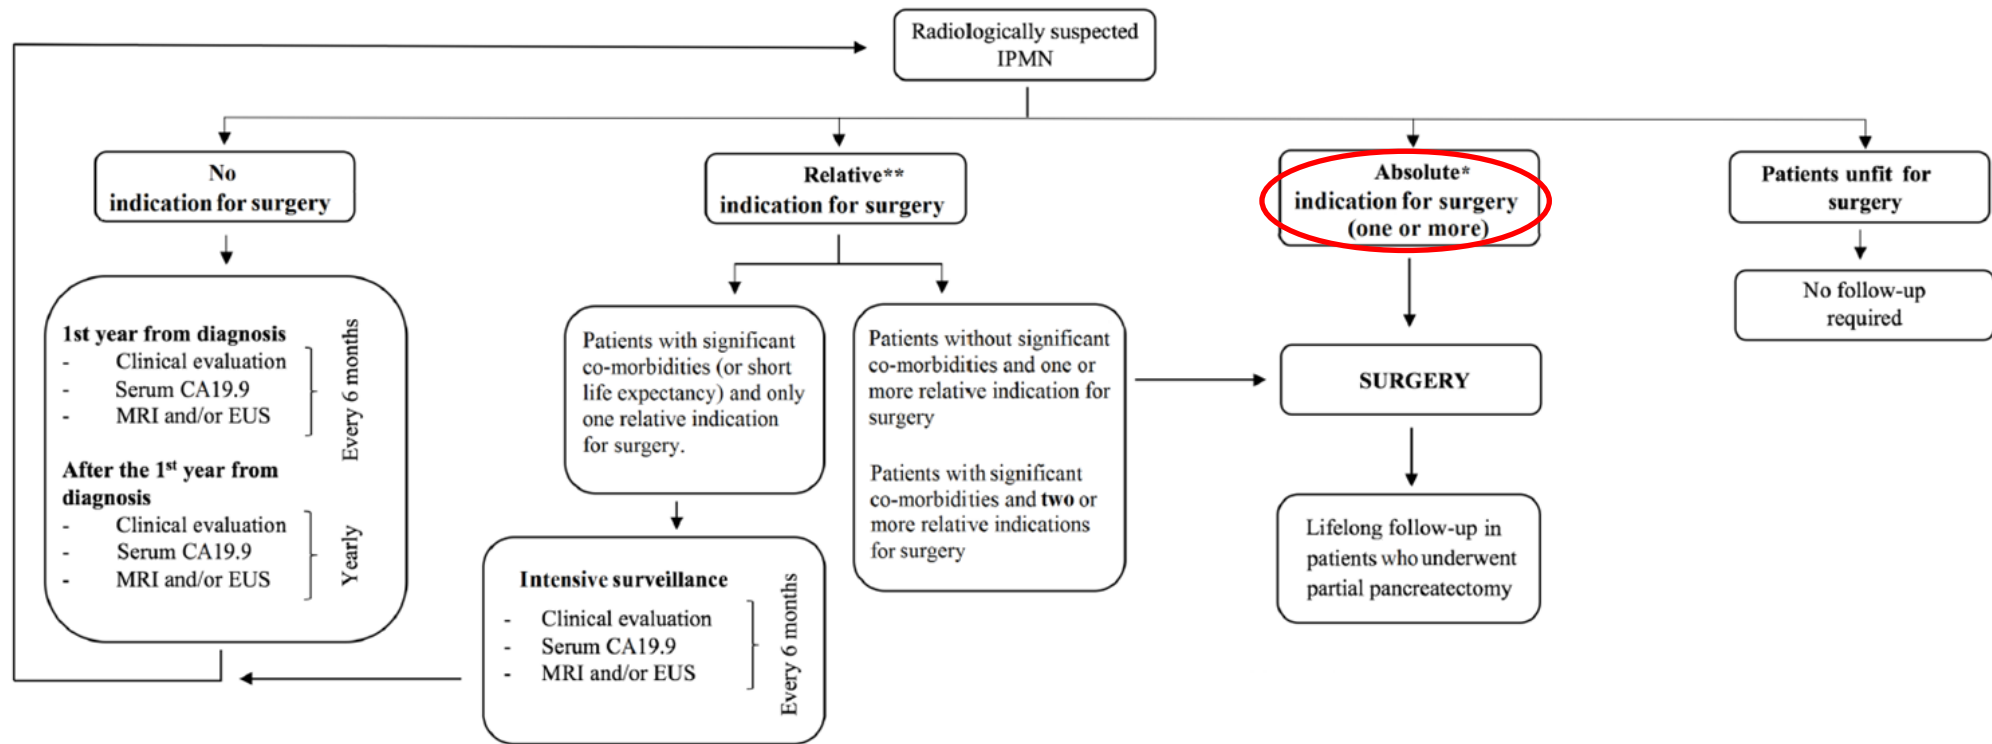 Radiologically suspected
IPMN
No
indication for surgery
Relative**
indication for surgery
Absolute*
indication for surgery
(one or more)
Patients unfit for
surgery
1st year from diagnosis
- Clinical evaluation
- Serum CA19.9
- MRI and/or EUS
Every 6 months
After the 1st year from
diagnosis
- Clinical evaluation
- Serum CA19.9
- MRI and/or EUS
Yearly
Patients with significant
co-morbidities (or short
life expectancy) and only
one relative indication
for surgery.
Patients without significant
co-morbidities and one or
more relative indication for
surgery
Patients with significant
co-morbidities and two or
more relative indications
for surgery
Intensive surveillance
- Clinical evaluation
- Serum CA19.9
- MRI and/or EUS
Every 6 months
SURGERY
Lifelong follow-up in
patients who underwent
partial pancreatectomy
No follow-up
required